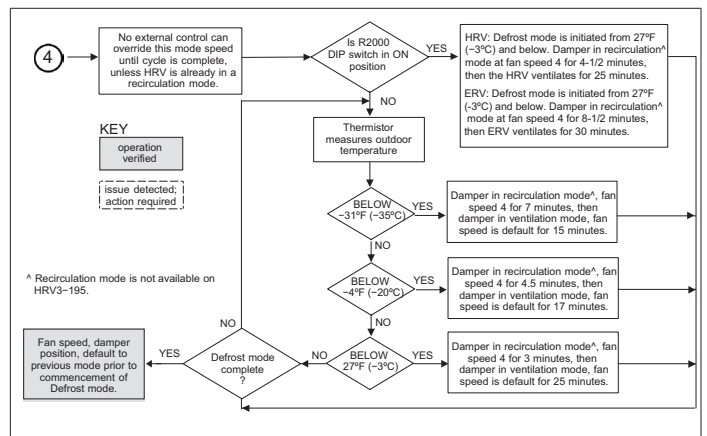 4
No external control can
override this mode speed
until cycle is complete,
unless HRV is already in a
recirculation mode.
Is R2000
DIP switch in ON
position
YES
HRV: Defrost mode is initiated from 27ºF
(−3ºC) and below. Damper in recirculation^
mode at fan speed 4 for 4-1/2 minutes,
then the HRV ventilates for 25 minutes.
ERV: Defrost mode is initiated from 27ºF
(-3ºC) and below. Damper in recirculation^
mode at fan speed 4 for 8-1/2 minutes,
then ERV ventilates for 30 minutes.
NO
KEY
operation
verified
issue detected;
action required
Thermistor
measures outdoor
temperature
BELOW
−31ºF (−35ºC)
YES
Damper in recirculation mode^, fan
speed 4 for 7 minutes, then
damper in ventilation mode, fan
speed is default for 15 minutes.
NO
^ Recirculation mode is not available on
HRV3−195.
BELOW
−4ºF (−20ºC)
YES
Damper in recirculation mode^, fan
speed 4 for 4.5 minutes, then
damper in ventilation mode, fan
speed is default for 17 minutes.
NO
NO
Fan speed, damper
position, default to
previous mode prior to
commencement of
Defrost mode.
YES
Defrost mode
complete
?
NO
BELOW
27ºF (−3ºC)
YES
Damper in recirculation mode^, fan
speed 4 for 3 minutes, then
damper in ventilation mode, fan
speed is default for 25 minutes.